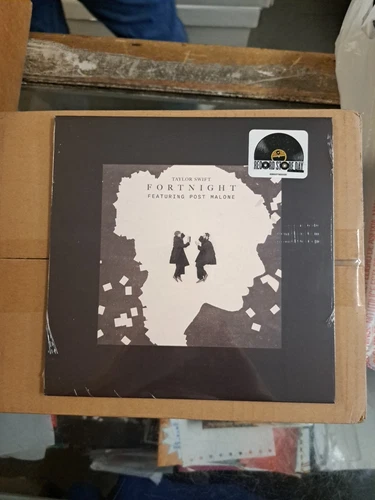 TAYLOR SWIFT
FORTNIGHT
FEATURING POST MALONE
RECORD STORE DAY